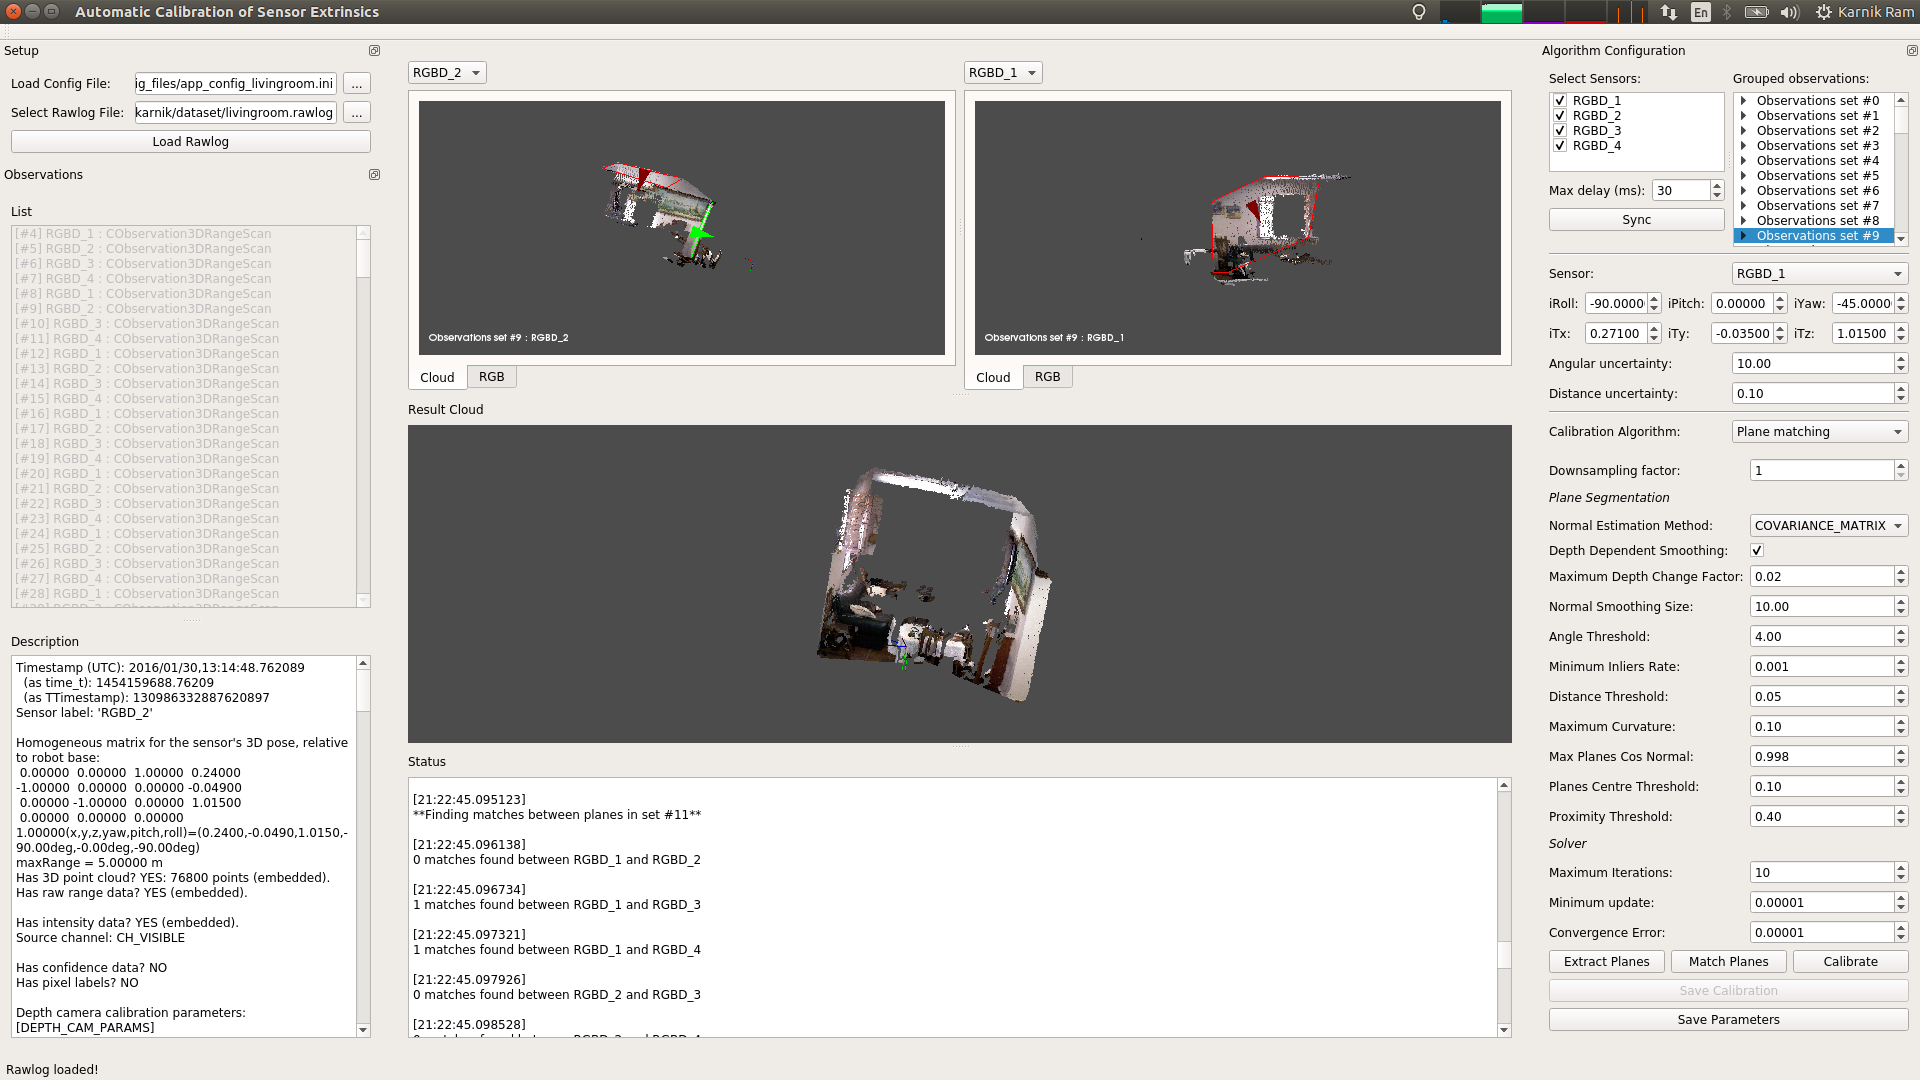 Automatic Calibration of Sensor Extrinsics
En
Karnik Ram
Setup
Load Config File:
ig_files/app_config_livingroom.ini
...
Select Rawlog File:
karnik/dataset/livingroom.rawlog
...
Load Rawlog
Observations
List
[#4] RGBD_1 : CObservation3DRangeScan
[#5] RGBD_2 : CObservation3DRangeScan
[#6] RGBD_3 : CObservation3DRangeScan
[#7] RGBD_4 : CObservation3DRangeScan
[#8] RGBD_1 : CObservation3DRangeScan
[#9] RGBD_2 : CObservation3DRangeScan
[#10] RGBD_3 : CObservation3DRangeScan
[#11] RGBD_4 : CObservation3DRangeScan
[#12] RGBD_1 : CObservation3DRangeScan
[#13] RGBD_2 : CObservation3DRangeScan
[#14] RGBD_3 : CObservation3DRangeScan
[#15] RGBD_4 : CObservation3DRangeScan
[#16] RGBD_1 : CObservation3DRangeScan
[#17] RGBD_2 : CObservation3DRangeScan
[#18] RGBD_3 : CObservation3DRangeScan
[#19] RGBD_4 : CObservation3DRangeScan
[#20] RGBD_1 : CObservation3DRangeScan
[#21] RGBD_2 : CObservation3DRangeScan
[#22] RGBD_3 : CObservation3DRangeScan
[#23] RGBD_4 : CObservation3DRangeScan
[#24] RGBD_1 : CObservation3DRangeScan
[#25] RGBD_2 : CObservation3DRangeScan
[#26] RGBD_3 : CObservation3DRangeScan
[#27] RGBD_4 : CObservation3DRangeScan
[#28] RGBD_1 : CObservation3DRangeScan
Description
Timestamp (UTC): 2016/01/30,13:14:48.762089
(as time_t): 1454159688.76209
(as TTimestamp): 130986332887620897
Sensor label: 'RGBD_2'
Homogeneous matrix for the sensor's 3D pose, relative
to robot base:
0.00000 0.00000 1.00000 0.24000
-1.00000 0.00000 0.00000 -0.04900
0.00000 -1.00000 0.00000 1.01500
0.00000 0.00000 0.00000
1.00000(x,y,z,yaw,pitch,roll)=(0.2400,-0.0490,1.0150,-
90.00deg,-0.00deg,-90.00deg)
maxRange = 5.00000 m
Has 3D point cloud? YES: 76800 points (embedded).
Has raw range data? YES (embedded).
Has intensity data? YES (embedded).
Source channel: CH_VISIBLE
Has confidence data? NO
Has pixel labels? NO
Depth camera calibration parameters:
[DEPTH_CAM_PARAMS]
Rawlog loaded!
RGBD_2
Observations set #9 : RGBD_2
Cloud
RGB
RGBD_1
Observations set #9 : RGBD_1
Cloud
RGB
Result Cloud
Status
[21:22:45.095123]
**Finding matches between planes in set #11**
[21:22:45.096138]
0 matches found between RGBD_1 and RGBD_2
[21:22:45.096734]
1 matches found between RGBD_1 and RGBD_3
[21:22:45.097321]
1 matches found between RGBD_1 and RGBD_4
[21:22:45.097926]
0 matches found between RGBD_2 and RGBD_3
[21:22:45.098528]
Algorithm Configuration
Select Sensors:
RGBD_1
RGBD_2
RGBD_3
RGBD_4
Max delay (ms):
30
Sync
Grouped observations:
Observations set #0
Observations set #1
Observations set #2
Observations set #3
Observations set #4
Observations set #5
Observations set #6
Observations set #7
Observations set #8
Observations set #9
Sensor:
RGBD_1
iRoll: -90.0000 iPitch: 0.00000 iYaw: -45.0000
iTx: 0.27100 iTy: -0.03500 iTz: 1.01500
Angular uncertainty: 10.00
Distance uncertainty: 0.10
Calibration Algorithm: Plane matching
Downsampling factor: 1
Plane Segmentation
Normal Estimation Method: COVARIANCE_MATRIX
Depth Dependent Smoothing:
Maximum Depth Change Factor: 0.02
Normal Smoothing Size: 10.00
Angle Threshold: 4.00
Minimum Inliers Rate: 0.001
Distance Threshold: 0.05
Maximum Curvature: 0.10
Max Planes Cos Normal: 0.998
Planes Centre Threshold: 0.10
Proximity Threshold: 0.40
Solver
Maximum Iterations: 10
Minimum update: 0.00001
Convergence Error: 0.00001
Extract Planes
Match Planes
Calibrate
Save Calibration
Save Parameters